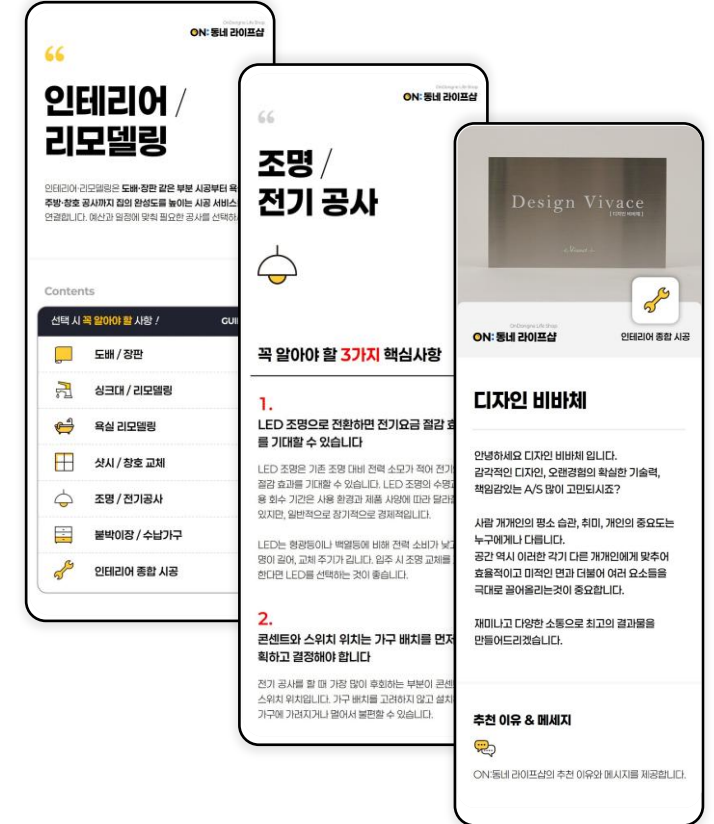 OnDongne Life Shop
ON: 동네 라이프샵
인테리어 /
리모델링
인테리어·리모델링은 도배·장판 같은 부분 시공부터
주방·창호 공사까지 집의 완성도를 높이는 시공 서비스
연결합니다. 예산과 일정에 맞춰 필요한 공사를
Contents
선택 시 꼭 알아야 할 사항 !
도배 / 장판
싱크대 / 리모델링
욕실 리모델링
샷시 / 창호 교체
조명 / 전기공사
붙박이장 / 수납가구
인테리어 종합 시공
OnDongne Life Shop
ON: 동네 라이프샵
조명 /
전기 공사
꼭 알아야 할 3가지 핵심사항
1.
LED 조명으로 전환하면 전기요금 절감
를 기대할 수 있습니다
LED 조명은 기존 조명 대비 전력 소모가 적어
절감 효과를 기대할 수 있습니다. LED 조명의
용 회수 기간은 사용 환경과 제품 사양에 따라
있지만, 일반적으로 장기적으로 경제적입니다.
LED는 형광등이나 백열등에 비해 전력 소비가
명이 길어, 교체 주기가 깁니다. 입주 시 조명 교체를
한다면 LED를 선택하는 것이 좋습니다.
2.
콘센트와 스위치 위치는 가구 배치를 먼저
획하고 결정해야 합니다
전기 공사를 할 때 가장 많이 후회하는 부분이
스위치 위치입니다. 가구 배치를 고려하지 않고
가구에 가려지거나 멀어서 불편할 수 있습니다.
Design Vivace
[디자인 비바체]
OnDongne Life Shop
ON: 동네 라이프샵
인테리어 종합 시공
디자인 비바체
안녕하세요 디자인 비바체 입니다.
감각적인 디자인, 오랜경험의 확실한 기술력,
책임감있는 A/S 많이 고민되시죠?
사람 개개인의 평소 습관, 취미, 개인의 중요도는
누구에게나 다릅니다.
공간 역시 이러한 각기 다른 개개인에게 맞추어
효율적이고 미적인 면과 더불어 여러 요소들을
극대로 끌어올리는것이 중요합니다.
재미나고 다양한 소통으로 최고의 결과물을
만들어드리겠습니다.
추천 이유 & 메세지
ON:동네 라이프샵의 추천 이유와 메시지를 제공합니다.